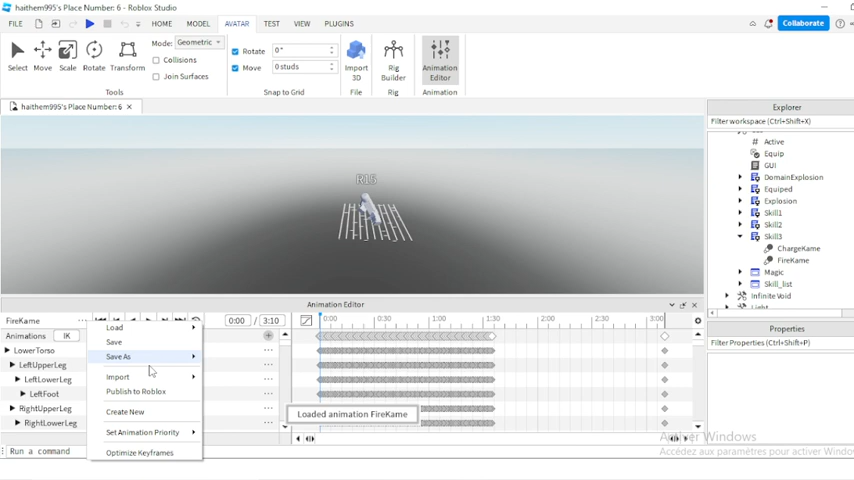 haithem995's Place Number: 6 - Roblox Studio
FILE HOME MODEL AVATAR TEST VIEW PLUGINS Collaborate
Select Move Scale Rotate Transform
Mode: Geometric
Collisions
Join Surfaces
Tools
Rotate 0°
Move 0 studs
Snap to Grid
Import 3D
File
Rig Builder
Rig
Animation Editor
Animation
haithem995's Place Number: 6
Explorer
Filter workspace (Ctrl+Shift+X)
# Active
Equip
GUI
DomainExplosion
Equiped
Explosion
Skill1
Skill2
Skill3
ChargeKame
FireKame
Magic
Skill_list
Infinite Void
R15
Animation Editor
FireKame 0:00 / 3:10
0:00 0:30 1:00 1:30 2:00 2:30 3:00
Animations IK
LowerTorso
LeftUpperLeg
LeftLowerLeg
LeftFoot
RightUpperLeg
RightLowerLeg
Load
Save
Save As
Import
Publish to Roblox
Create New
Set Animation Priority
Optimize Keyframes
Loaded animation FireKame
Properties
Filter Properties (Ctrl+Shift+P)
Activer Windows
Accédez aux paramètres pour activer Windo
Run a command